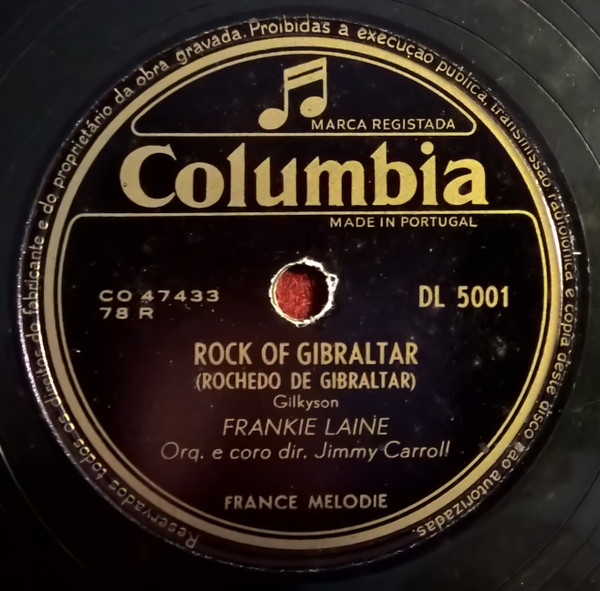 Reservados todos os direitos do fabricante e do proprietário da obra gravada. Proibidas a execução pública, transmissão radiofónica e cópia deste disco não autorizadas.
MARCA REGISTADA
Columbia
MADE IN PORTUGAL
CO 47433
78 R
DL 5001
ROCK OF GIBRALTAR
(ROCHEDO DE GIBRALTAR)
Gilkyson
FRANKIE LAINE
Orq. e coro dir. Jimmy Carroll
FRANCE MELODIE